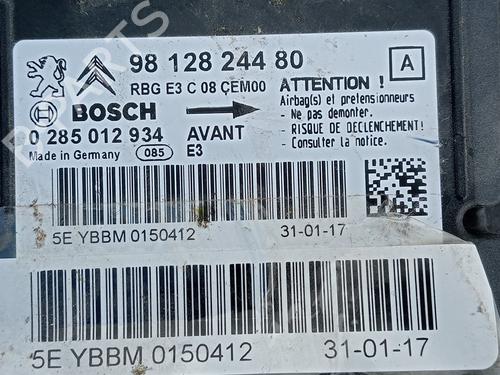 98 128 244 80
A
RBG E3 C 08 CEM00
BOSCH
0 285 012 934
AVANT
E3
Made in Germany
085
ATTENTION !
Airbag(s) et pretensionneurs
- Ne pas demonter.
- RISQUE DE DECLENCHEMENT!
- Consulter la notice.
5E YBBM 0150412
31-01-17
5E YBBM 0150412
31-01-17